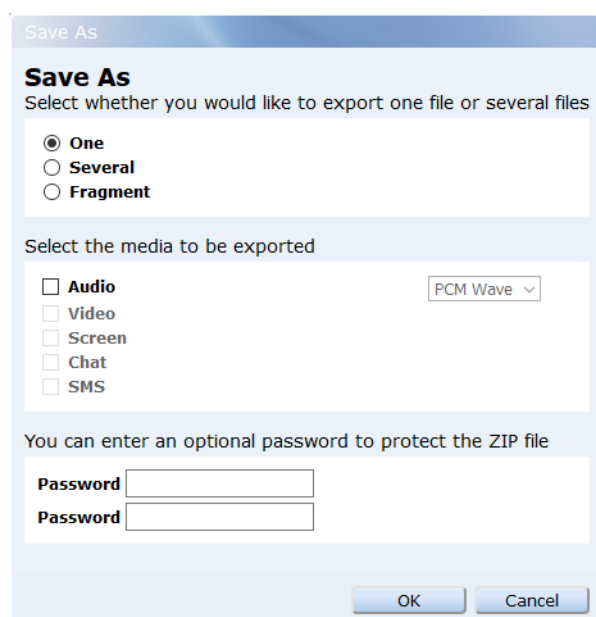 Save As
Save As
Select whether you would like to export one file or several files
One
Several
Fragment
Select the media to be exported
Audio PCM Wave
Video
Screen
Chat
SMS
You can enter an optional password to protect the ZIP file
Password
Password
OK Cancel